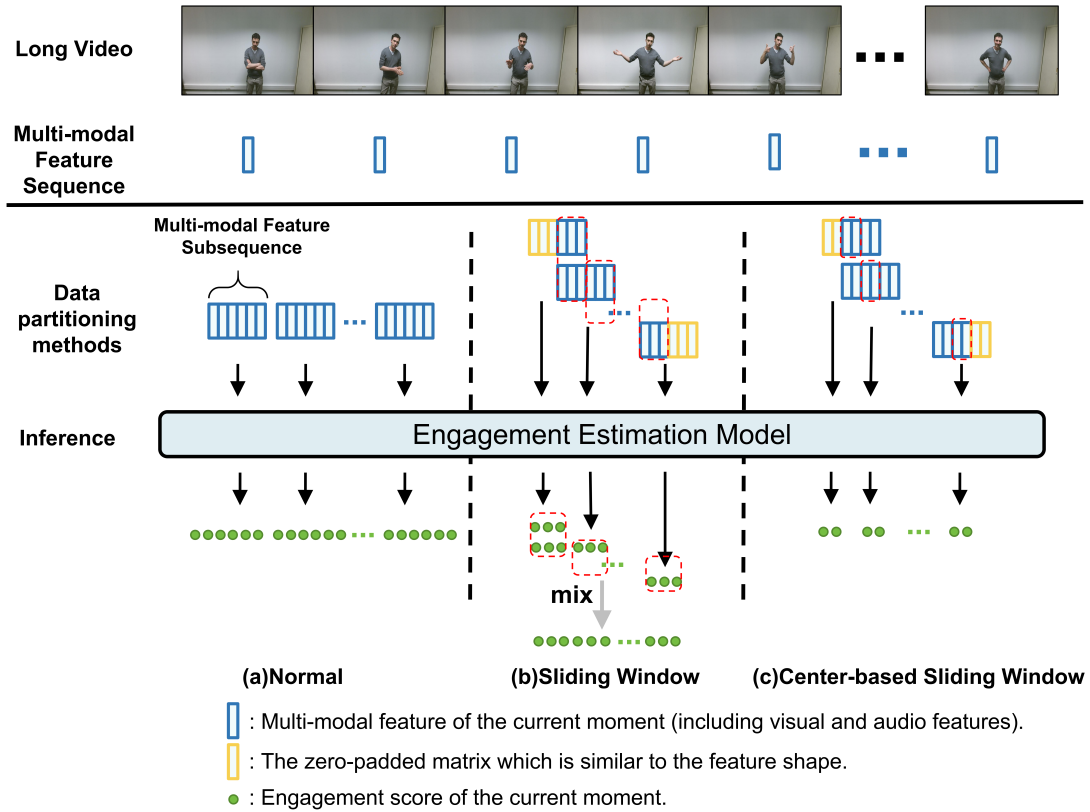 Long Video
Multi-modal
Feature
Sequence
Multi-modal Feature
Subsequence
Data
partitioning
methods
Inference
Engagement Estimation Model
mix
(a)Normal
(b)Sliding Window
(c)Center-based Sliding Window
: Multi-modal feature of the current moment (including visual and audio features).
: The zero-padded matrix which is similar to the feature shape.
: Engagement score of the current moment.